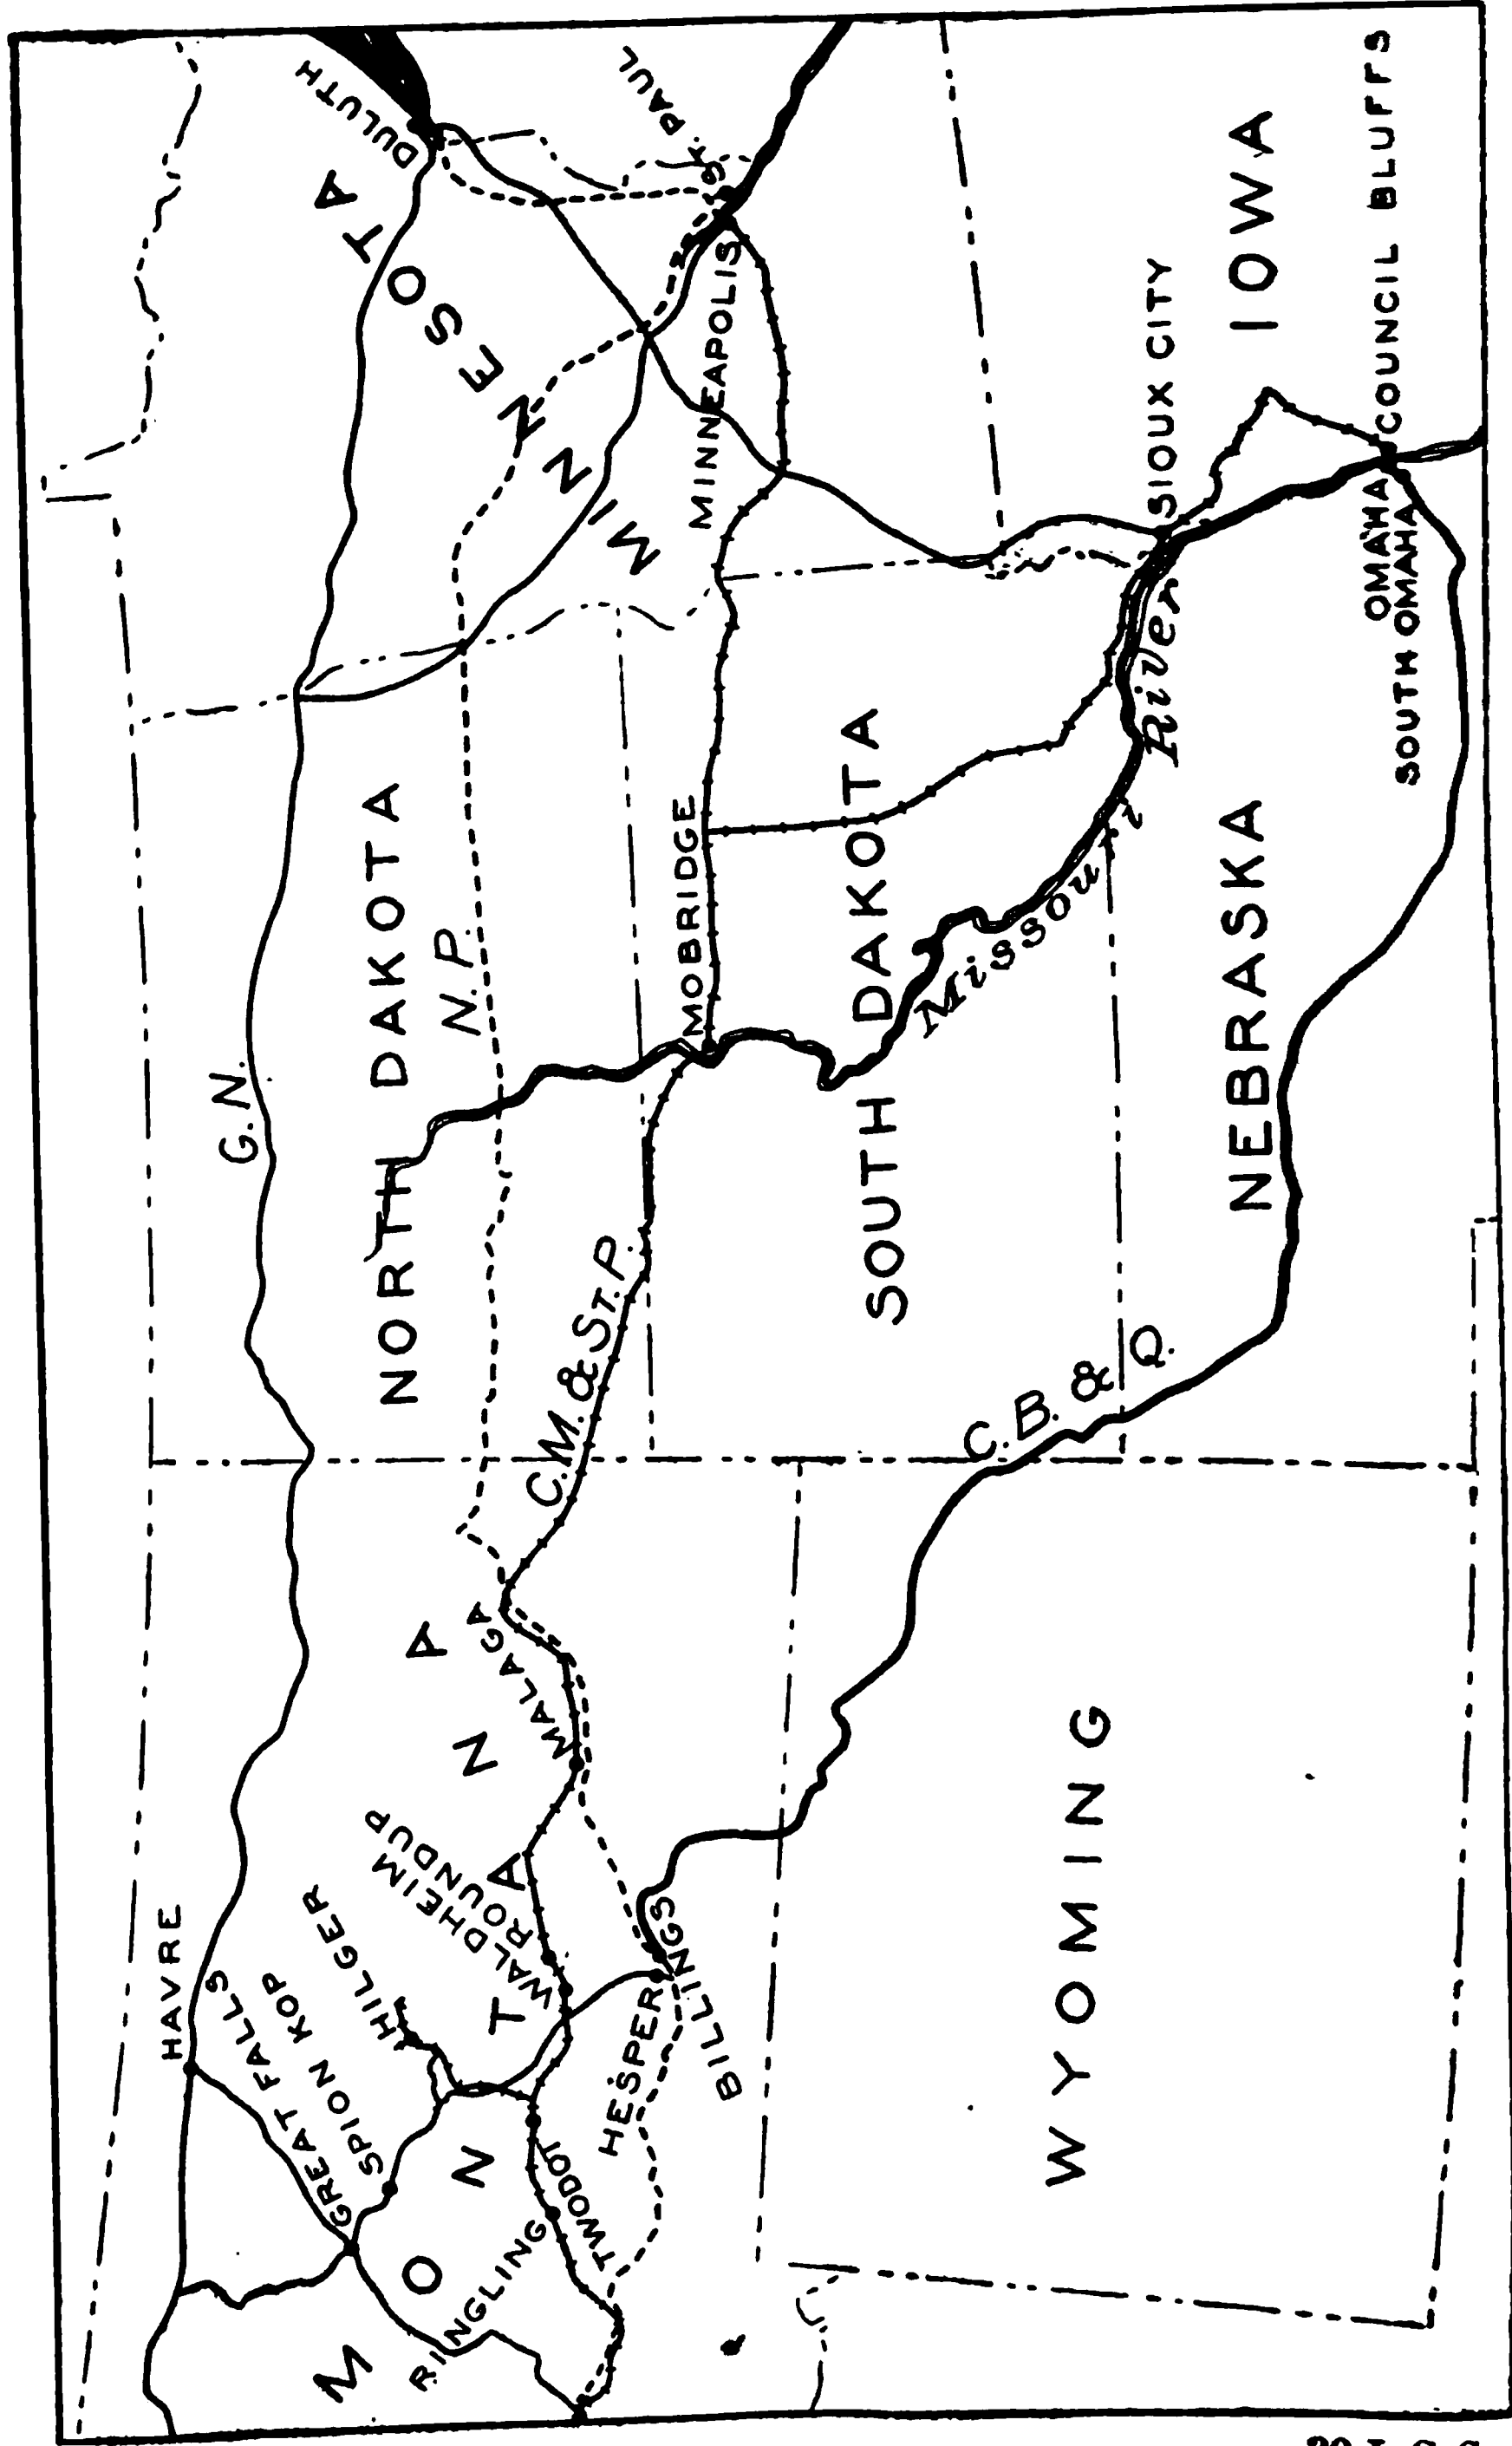 HAVRE
G.N.
DULUTH
GREAT FALLS
SPION KOP
HILGER
MONTANA
NORTH DAKOTA
MINNESOTA
WALDHEIM
ROUNDUP
N.P.
RINGLING
MALAGA
C.M.& ST.P.
TWODOT
HESPER
BILLINGS
MOBRIDGE
MINNEAPOLIS
ST. PAUL
SOUTH DAKOTA
Missouri River
C.B. & Q.
WYOMING
NEBRASKA
SIOUX CITY
IOWA
OMAHA
SOUTH OMAHA
COUNCIL BLUFFS